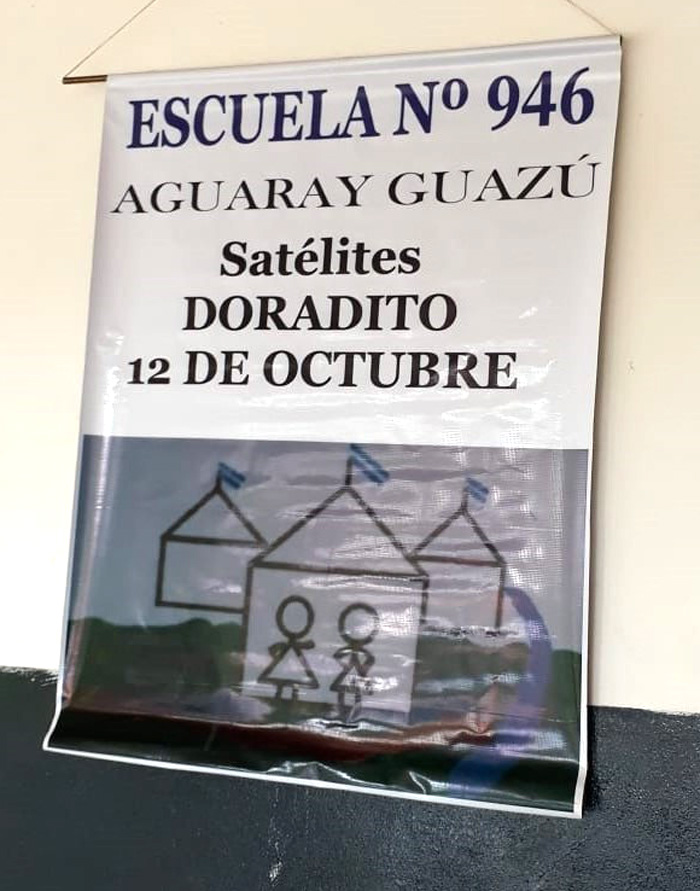 ESCUELA Nº 946
AGUARAY GUAZÚ
Satélites
DORADITO
12 DE OCTUBRE